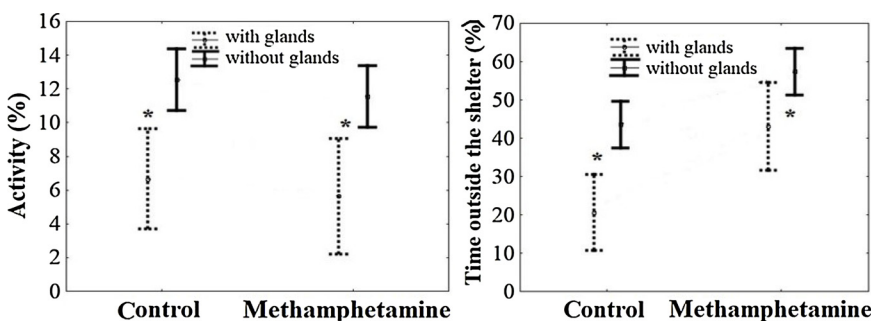 Activity (%)
16
14
12
10
8
6
4
2
0
with glands
without glands
*
*
Control
Methamphetamine
Time outside the shelter (%)
70
60
50
40
30
20
10
0
with glands
without glands
*
*
Control
Methamphetamine